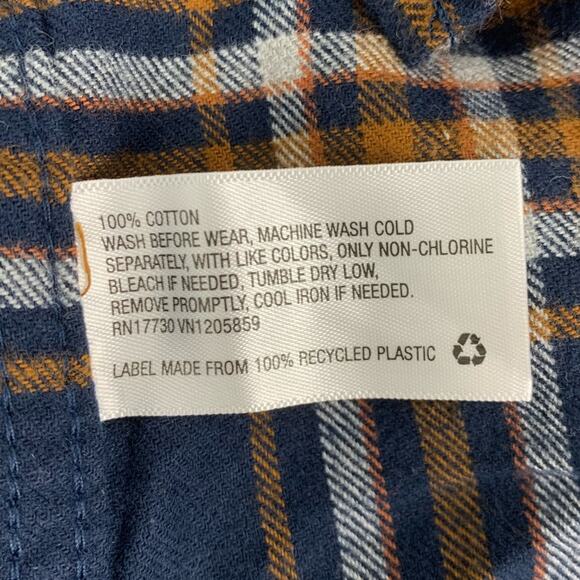 100% COTTON
WASH BEFORE WEAR, MACHINE WASH COLD
SEPARATELY, WITH LIKE COLORS, ONLY NON-CHLORINE
BLEACH IF NEEDED, TUMBLE DRY LOW,
REMOVE PROMPTLY, COOL IRON IF NEEDED.
RN17730 VN1205859
LABEL MADE FROM 100% RECYCLED PLASTIC